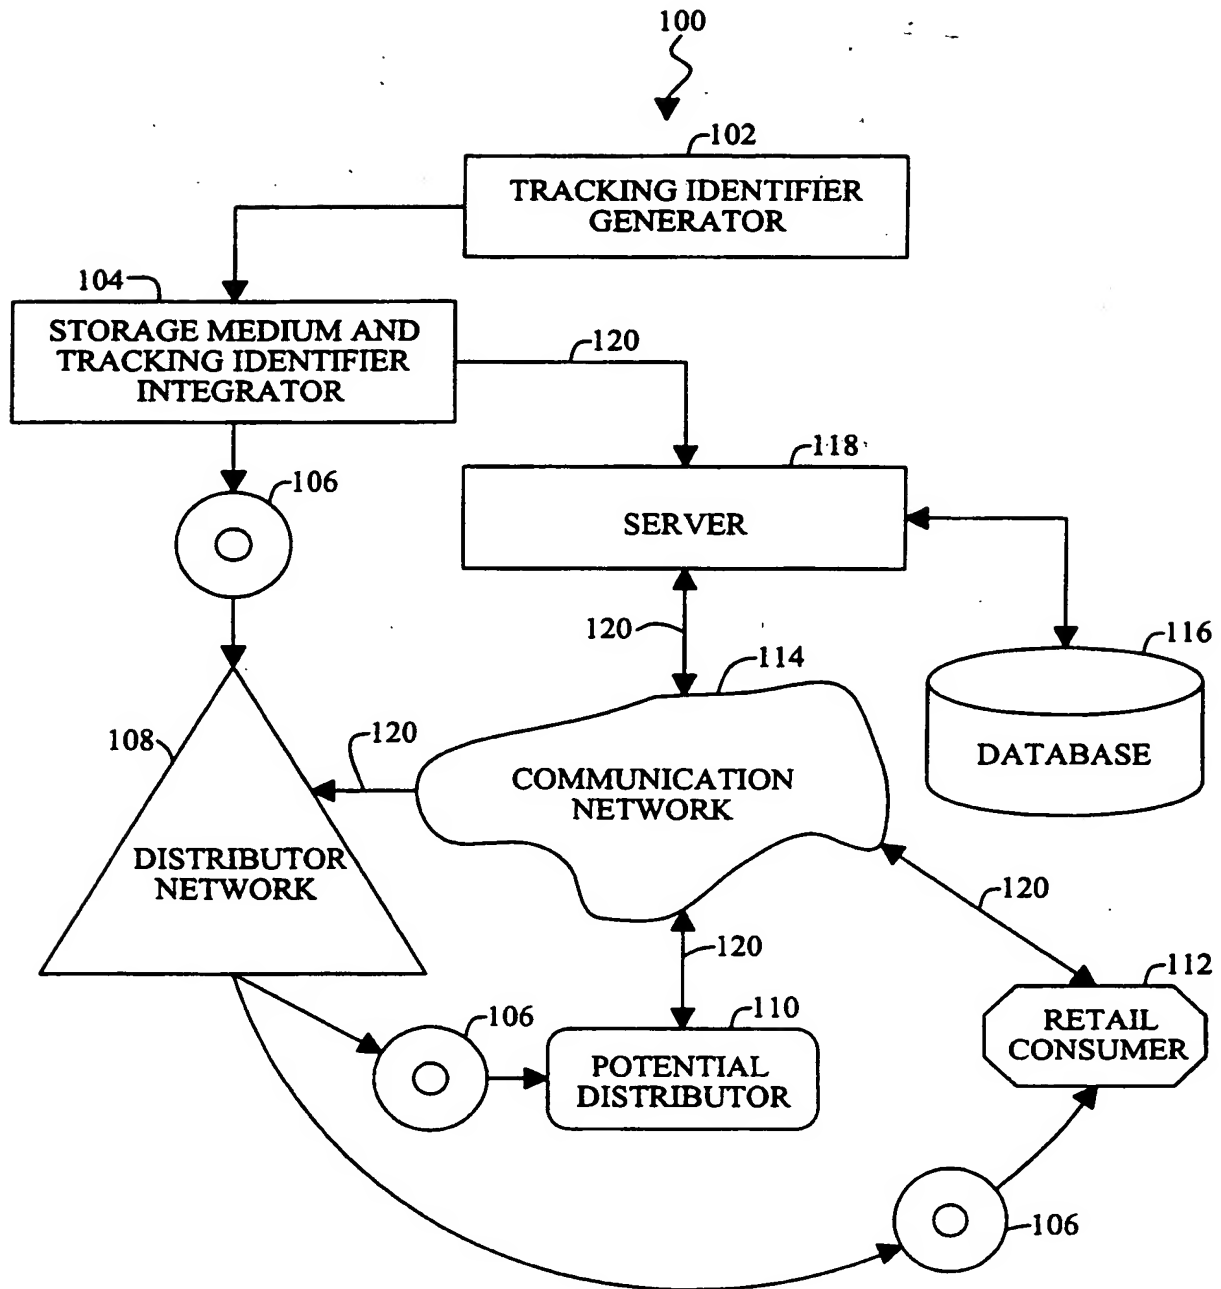 100
102
TRACKING IDENTIFIER
GENERATOR
104
STORAGE MEDIUM AND
TRACKING IDENTIFIER
INTEGRATOR
120
118
SERVER
106
120
114
116
DATABASE
108
120
COMMUNICATION
NETWORK
DISTRIBUTOR
NETWORK
120
120
112
RETAIL
CONSUMER
106
110
POTENTIAL
DISTRIBUTOR
106